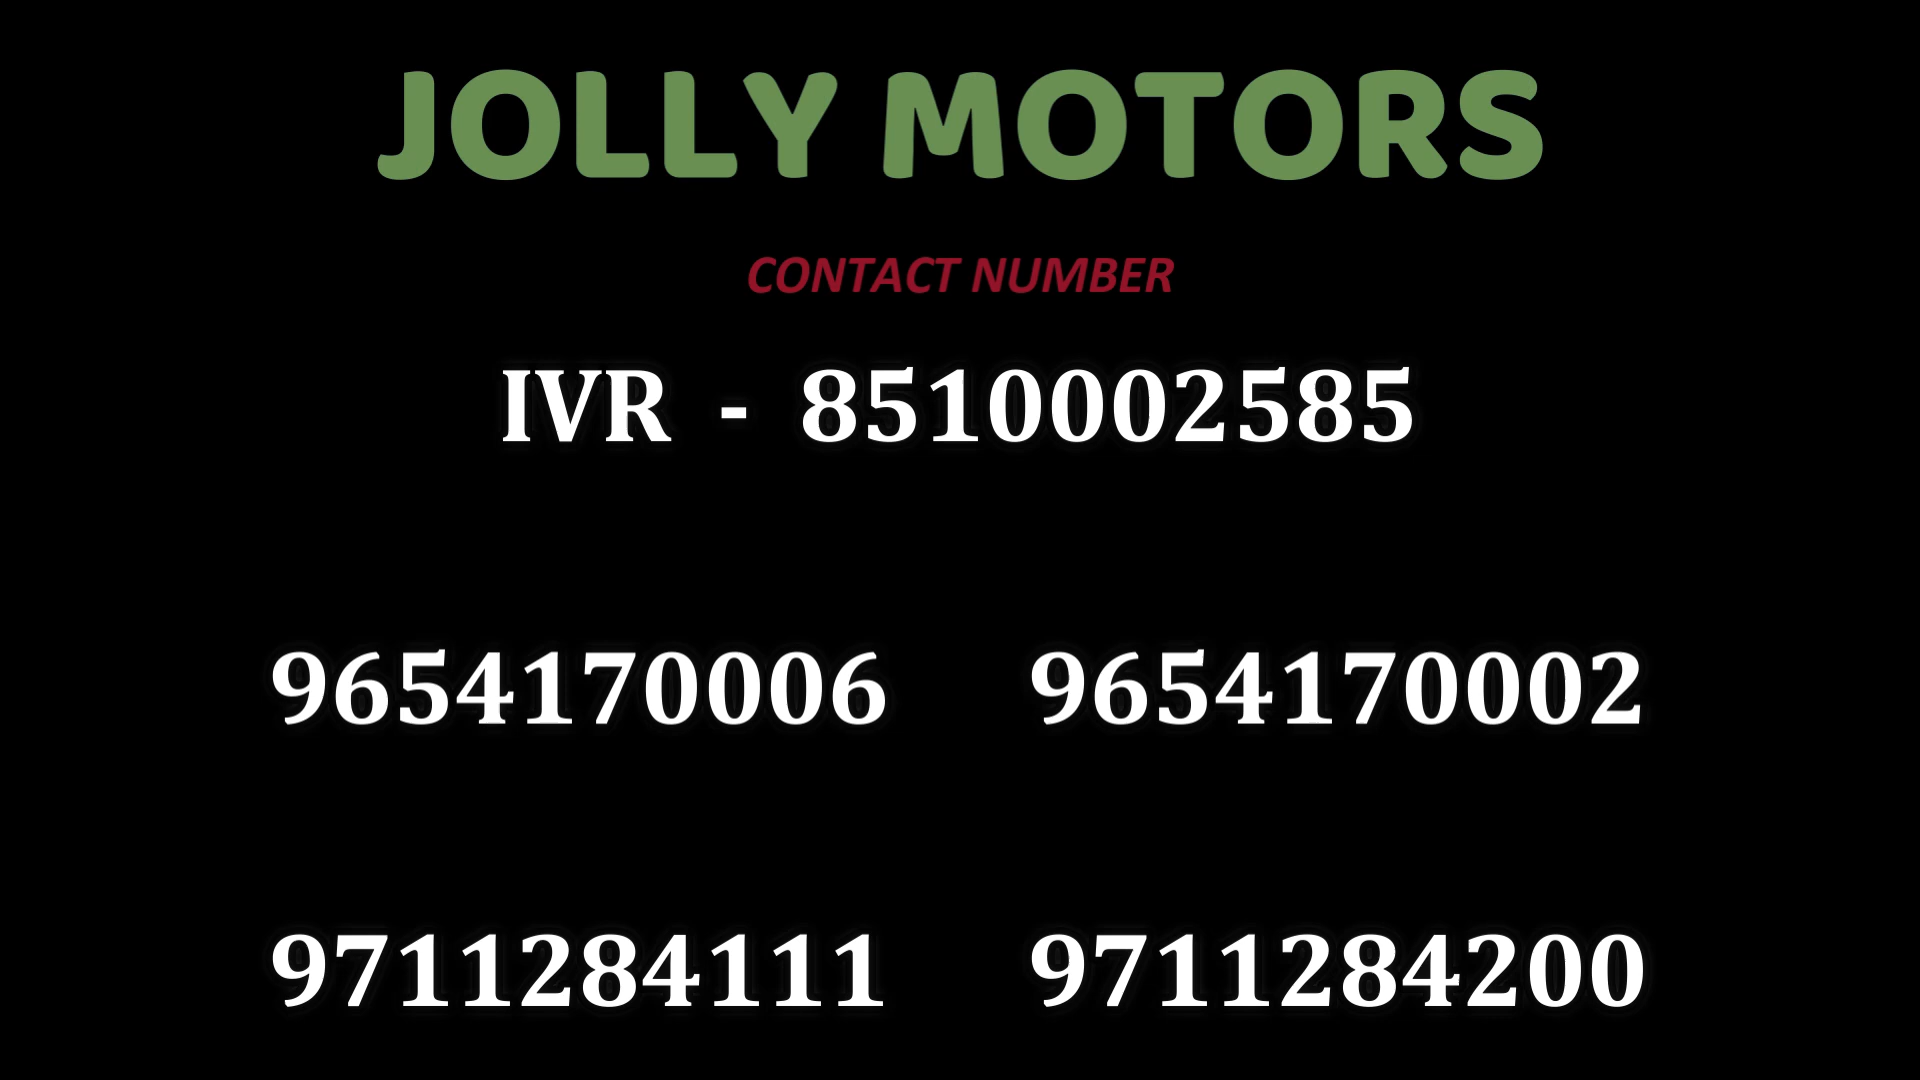 JOLLY MOTORS
CONTACT NUMBER
IVR - 8510002585
9654170006 9654170002
9711284111 9711284200